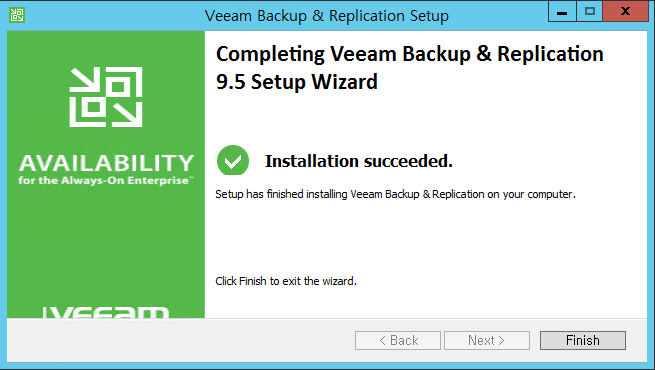 Veeam Backup & Replication Setup
Completing Veeam Backup & Replication
9.5 Setup Wizard
AVAILABILITY
for the Always-On Enterprise™
Installation succeeded.
Setup has finished installing Veeam Backup & Replication on your computer.
Click Finish to exit the wizard.
VEEAM
< Back
Next >
Finish